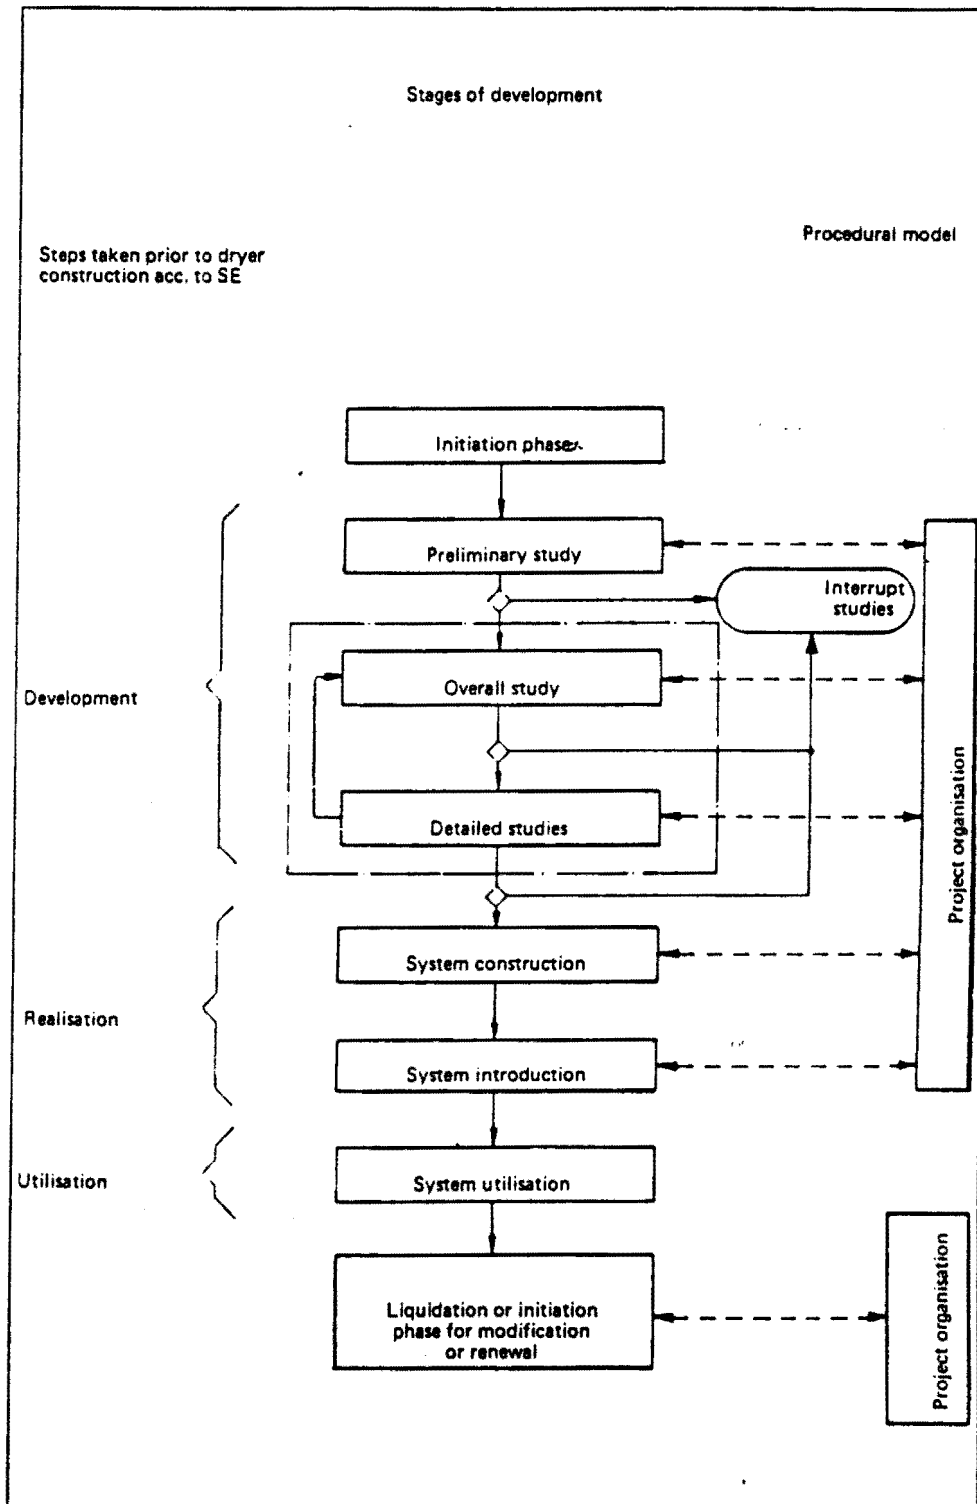 Stages of development
Procedural model
Steps taken prior to dryer
construction acc. to SE
Initiation phase
Preliminary study
Interrupt
studies
Overall study
Development
Detailed studies
Project organisation
System construction
Realisation
System introduction
Utilisation
System utilisation
Liquidation or initiation
phase for modification
or renewal
Project organisation